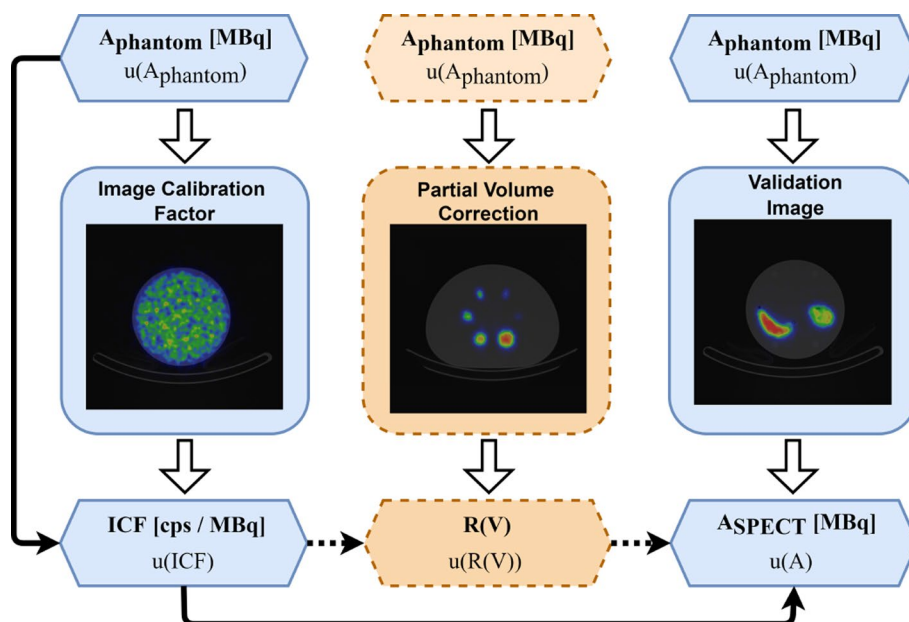 Aphantom [MBq]
u(Aphantom)
Aphantom [MBq]
u(Aphantom)
Aphantom [MBq]
u(Aphantom)
Image Calibration
Factor
Partial Volume
Correction
Validation
Image
ICF [cps / MBq]
u(ICF)
R(V)
u(R(V))
ASPECT [MBq]
u(A)